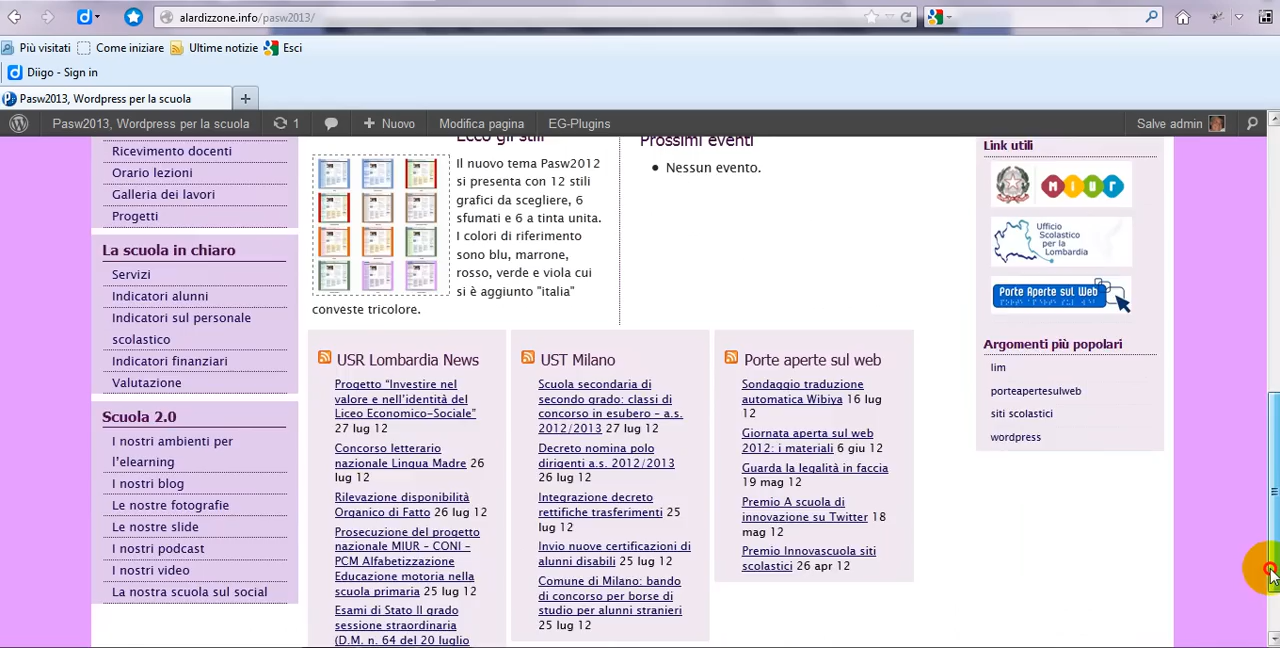 alardizzone.info/pasw2013/
Più visitati
Come iniziare
Ultime notizie
Esci
Diigo - Sign in
Pasw2013, Wordpress per la scuola
Pasw2013, Wordpress per la scuola
1
Nuovo
Modifica pagina
EG-Plugins
Salve admin
Ricevimento docenti
Orario lezioni
Galleria dei lavori
Progetti
La scuola in chiaro
Servizi
Indicatori alunni
Indicatori sul personale
scolastico
Indicatori finanziari
Valutazione
Scuola 2.0
I nostri ambienti per
l'elearning
I nostri blog
Le nostre fotografie
Le nostre slide
I nostri podcast
I nostri video
La nostra scuola sul social
Ecco gli stili
Il nuovo tema Pasw2012
si presenta con 12 stili
grafici da scegliere, 6
sfumati e 6 a tinta unita.
I colori di riferimento
sono blu, marrone,
rosso, verde e viola cui
si è aggiunto "italia"
conveste tricolore.
Prossimi eventi
Nessun evento.
USR Lombardia News
Progetto “Investire nel
valore e nell’identità del
Liceo Economico-Sociale”
27 lug 12
Concorso letterario
nazionale Lingua Madre 26
lug 12
Rilevazione disponibilità
Organico di Fatto 26 lug 12
Prosecuzione del progetto
nazionale MIUR – CONI –
PCM Alfabetizzazione
Educazione motoria nella
scuola primaria 25 lug 12
Esami di Stato II grado
sessione straordinaria
(D.M. n. 64 del 20 luglio
UST Milano
Scuola secondaria di
secondo grado: classi di
concorso in esubero – a.s.
2012/2013 27 lug 12
Decreto nomina polo
dirigenti a.s. 2012/2013
26 lug 12
Integrazione decreto
rettifiche trasferimenti 25
lug 12
Invio nuove certificazioni di
alunni disabili 25 lug 12
Comune di Milano: bando
di concorso per borse di
studio per alunni stranieri
25 lug 12
Porte aperte sul web
Sondaggio traduzione
automatica Wibiya 16 lug
12
Giornata aperta sul web
2012: i materiali 6 giu 12
Guarda la legalità in faccia
19 mag 12
Premio A scuola di
innovazione su Twitter 18
mag 12
Premio Innovascuola siti
scolastici 26 apr 12
Link utili
MIUR
Ufficio
Scolastico
per la
Lombardia
Porte Aperte sul Web
Argomenti più popolari
lim
porteapertesulweb
siti scolastici
wordpress